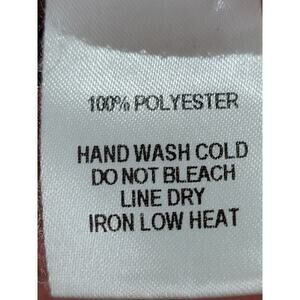 100% POLYESTER
HAND WASH COLD
DO NOT BLEACH
LINE DRY
IRON LOW HEAT